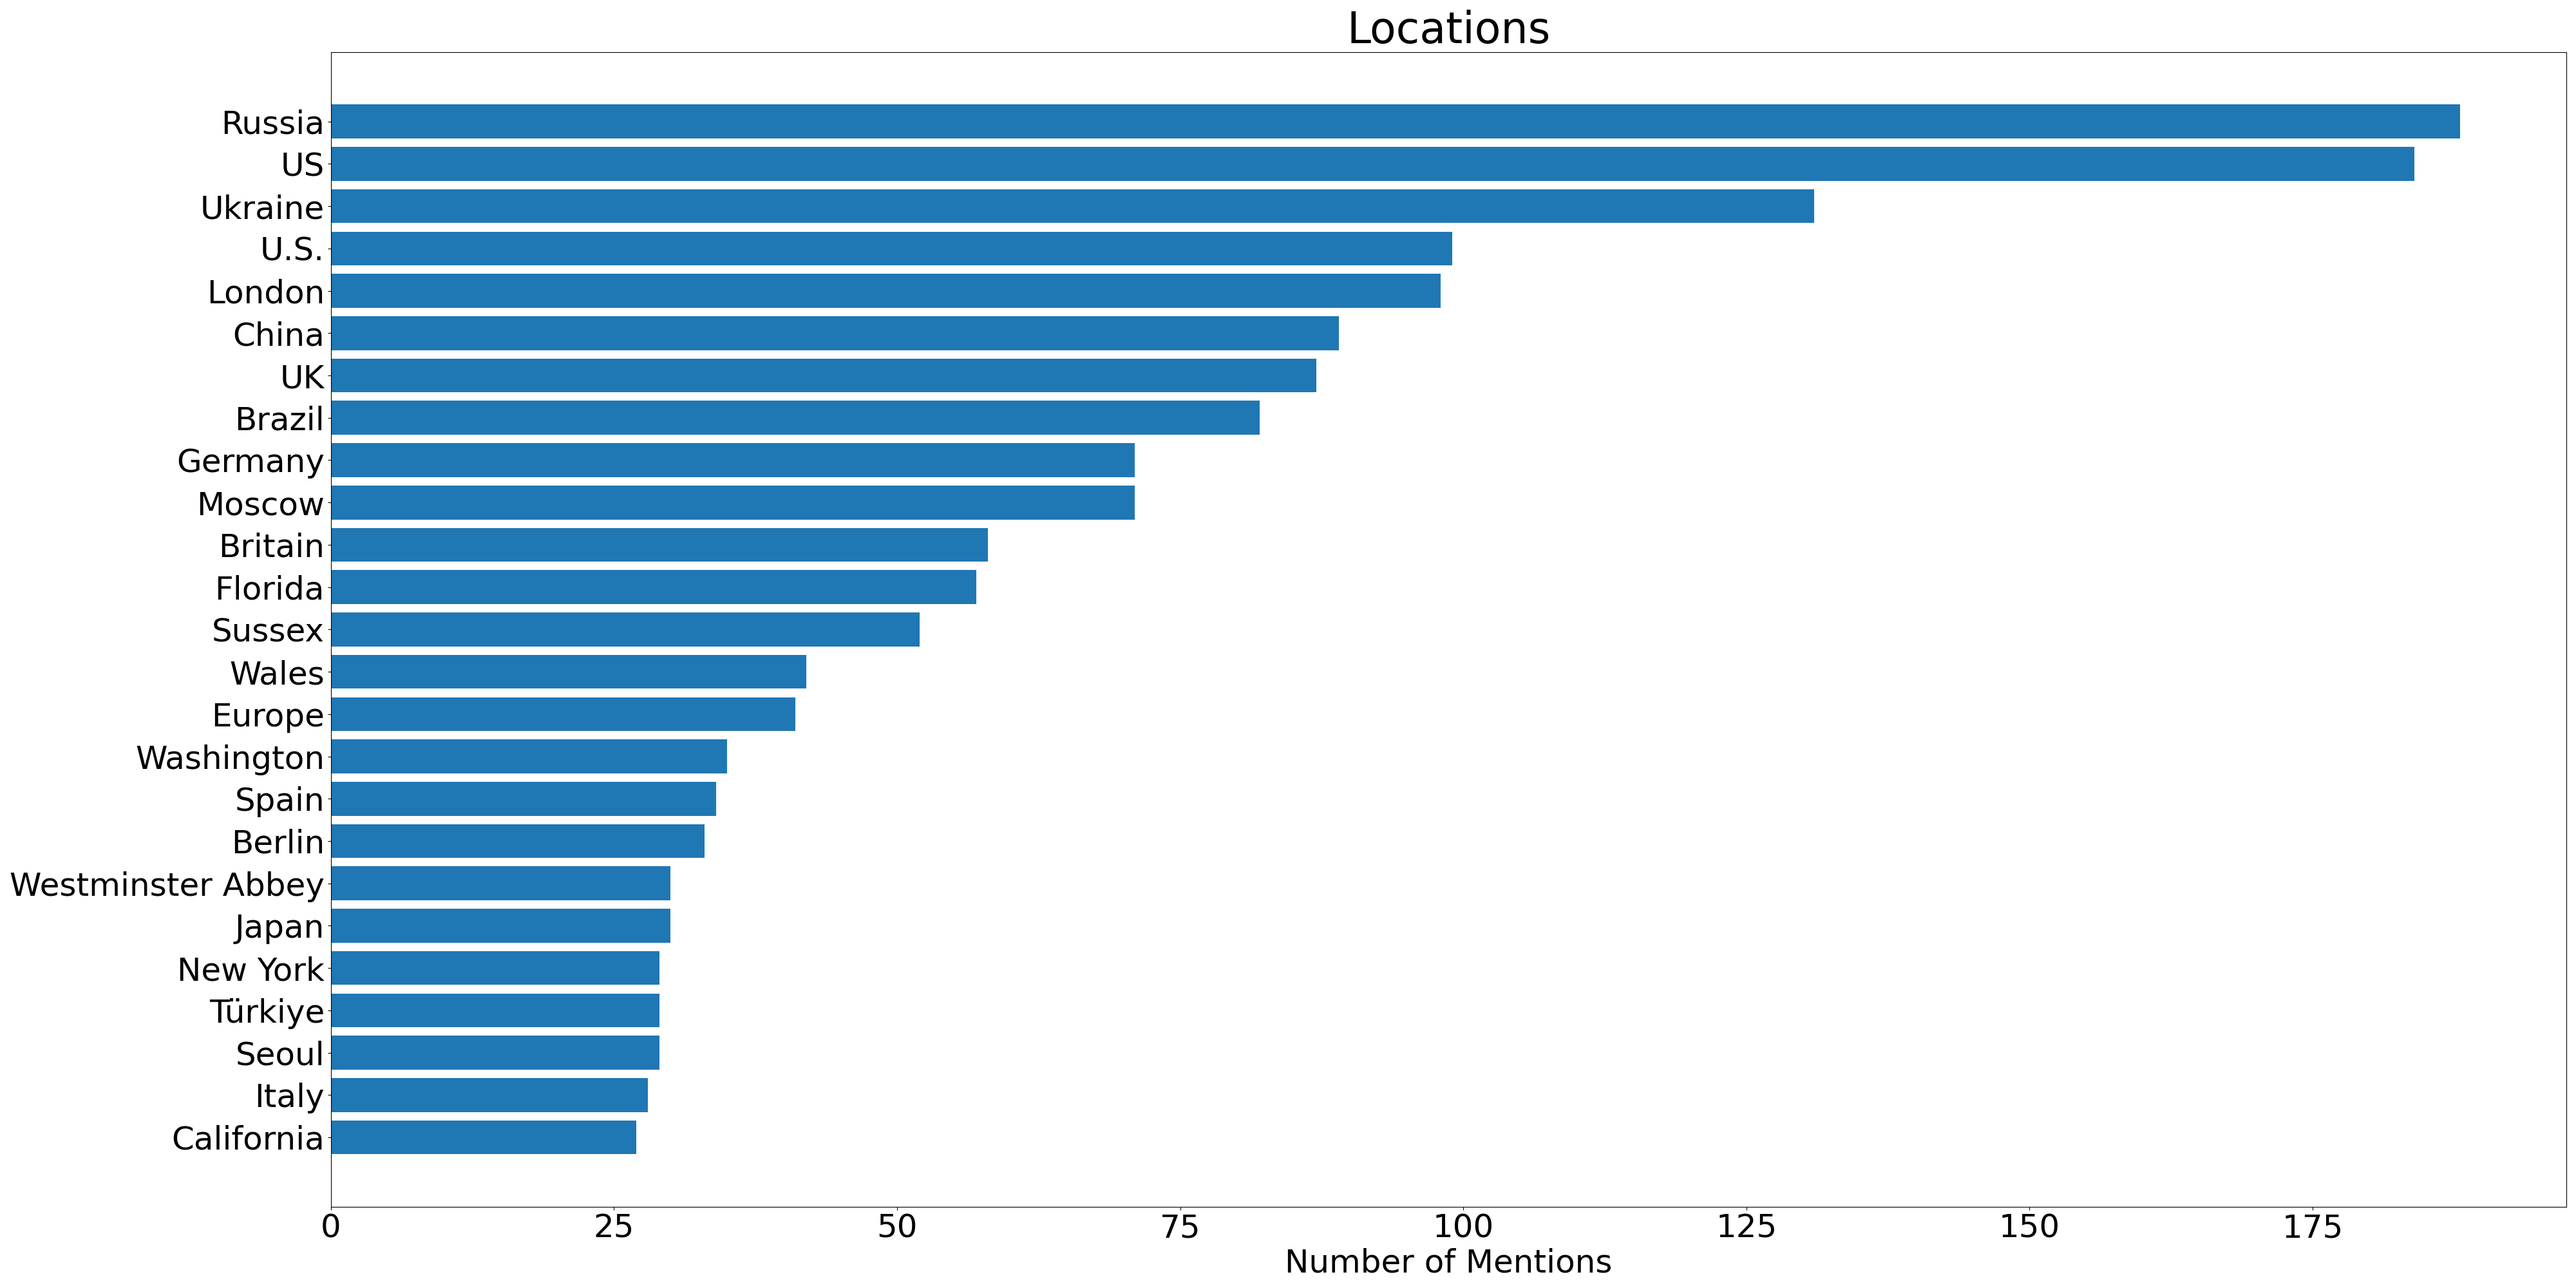 Locations
Russia
US
Ukraine
U.S.
London
China
UK
Brazil
Germany
Moscow
Britain
Florida
Sussex
Wales
Europe
Washington
Spain
Berlin
Westminster Abbey
Japan
New York
Türkiye
Seoul
Italy
California
0 25 50 75 100 125 150 175
Number of Mentions